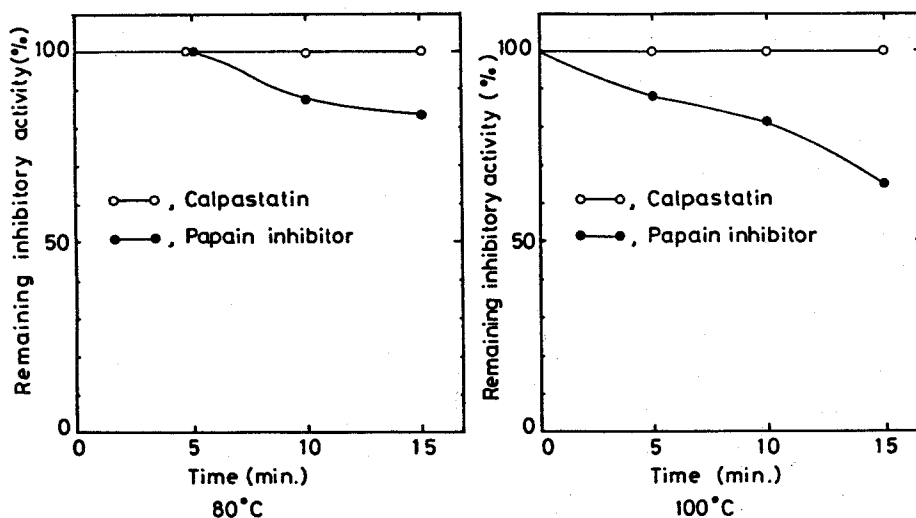 Remaining inhibitory activity(%)
100
50
0
5
10
15
, Calpastatin
, Papain inhibitor
Time (min.)
80°C
Remaining inhibitory activity (%)
100
50
0
0
5
10
15
, Calpastatin
, Papain inhibitor
Time (min.)
100°C